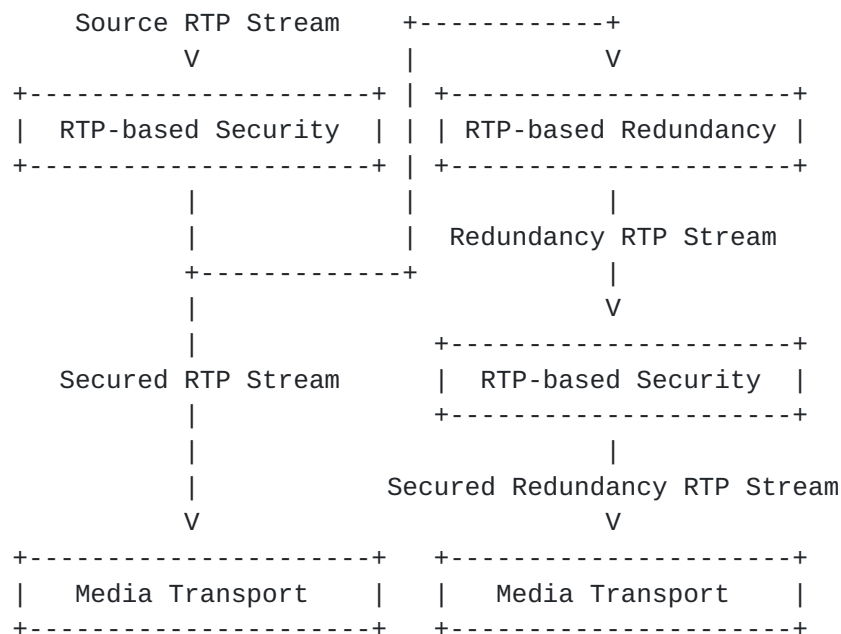 Source RTP Stream    +------------+
           V             |            V
+----------------------+ | +----------------------+
|  RTP-based Security  | | | RTP-based Redundancy |
+----------------------+ | +----------------------+
           |             |            |
           |             |  Redundancy RTP Stream
           +-------------+            |
           |                          V
           |               +----------------------+
   Secured RTP Stream      |  RTP-based Security  |
           |               +----------------------+
           |                          |
           |            Secured Redundancy RTP Stream
           V                          V
+----------------------+   +----------------------+
|   Media Transport    |   |   Media Transport    |
+----------------------+   +----------------------+